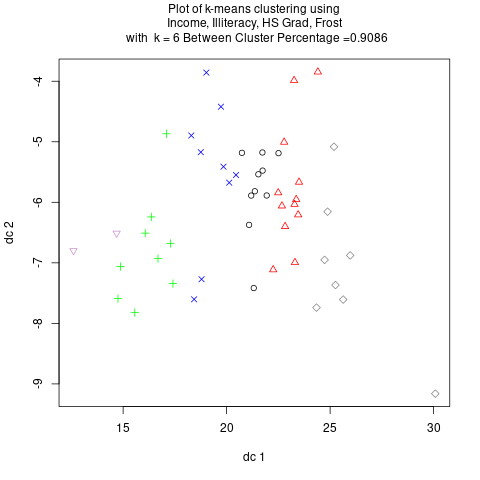 Plot of k-means clustering using
Income, Illiteracy, HS Grad, Frost
with  k = 6 Between Cluster Percentage =0.9086
-4
-5
-6
-7
-8
-9
dc 2
15
20
25
30
dc 1